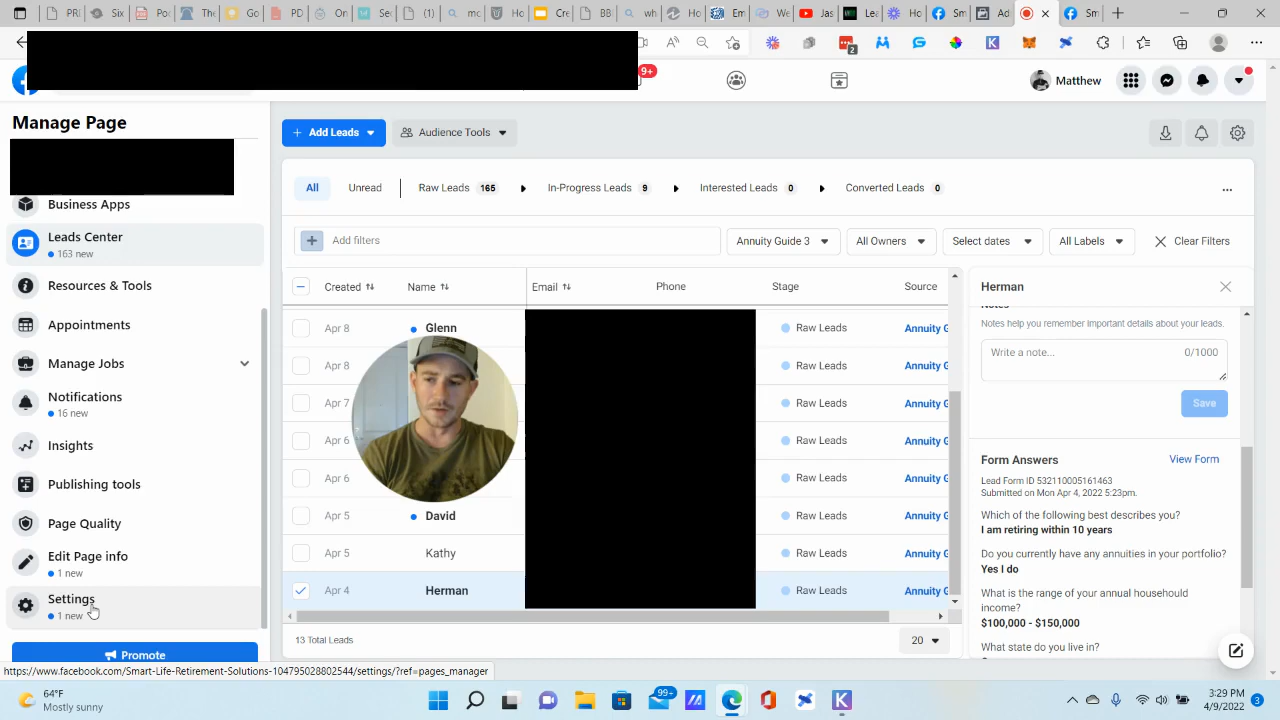 Matthew
9+
2
Manage Page
Business Apps
Leads Center
163 new
Resources & Tools
Appointments
Manage Jobs
Notifications
16 new
Insights
Publishing tools
Page Quality
Edit Page info
1 new
Settings
1 new
Promote
+ Add Leads
Audience Tools
All
Unread
Raw Leads 165
In-Progress Leads 9
Interested Leads 0
Converted Leads 0
Add filters
Annuity Guide 3
All Owners
Select dates
All Labels
Clear Filters
Created Name Email Phone Stage Source
Apr 8 Glenn Raw Leads Annuity G
Apr 8 Raw Leads Annuity G
Apr 7 Raw Leads Annuity G
Apr 6 Raw Leads Annuity G
Apr 6 Raw Leads Annuity G
Apr 5 David Raw Leads Annuity G
Apr 5 Kathy Raw Leads Annuity G
Apr 4 Herman Raw Leads Annuity G
13 Total Leads
20
Herman
Notes
Notes help you remember important details about your leads.
Write a note... 0/1000
Save
Form Answers View Form
Lead Form ID 532110005161463
Submitted on Mon Apr 4, 2022 5:23pm.
Which of the following best describes you?
I am retiring within 10 years
Do you currently have any annuities in your portfolio?
Yes I do
What is the range of your annual household
income?
$100,000 - $150,000
What state do you live in?
https://www.facebook.com/Smart-Life-Retirement-Solutions-104795028802544/settings/?ref=pages_manager
64°F
Mostly sunny
99+
3:29 PM
4/9/2022
3